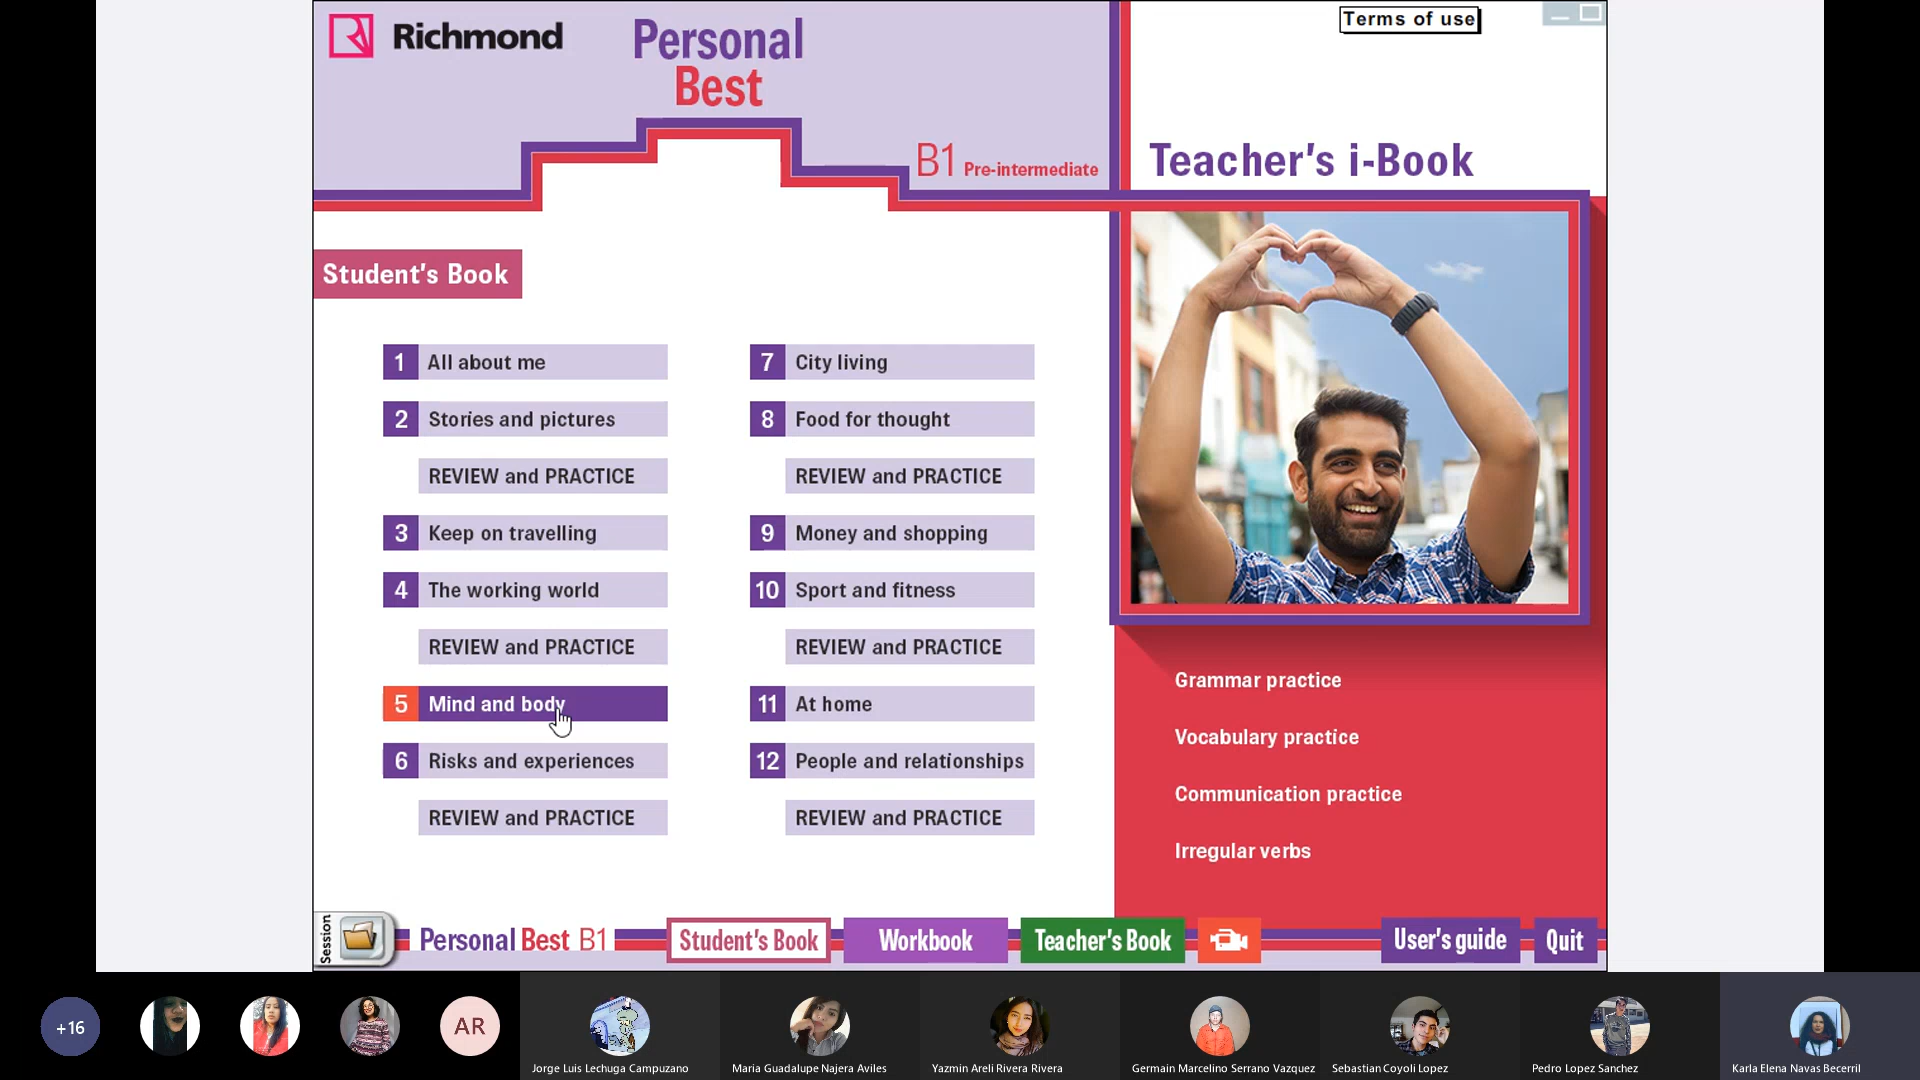 Richmond
Personal
Best
Terms of use
B1 Pre-intermediate
Teacher's i-Book
Student's Book
1 All about me
2 Stories and pictures
REVIEW and PRACTICE
3 Keep on travelling
4 The working world
REVIEW and PRACTICE
5 Mind and body
6 Risks and experiences
REVIEW and PRACTICE
7 City living
8 Food for thought
REVIEW and PRACTICE
9 Money and shopping
10 Sport and fitness
REVIEW and PRACTICE
11 At home
12 People and relationships
REVIEW and PRACTICE
Grammar practice
Vocabulary practice
Communication practice
Irregular verbs
Session
Personal Best B1
Student's Book
Workbook
Teacher's Book
User's guide
Quit
+16
AR
Jorge Luis Lechuga Campuzano
Maria Guadalupe Najera Aviles
Yazmin Areli Rivera Rivera
Germain Marcelino Serrano Vazquez
Sebastian Coyoli Lopez
Pedro Lopez Sanchez
Karla Elena Navas Becerril